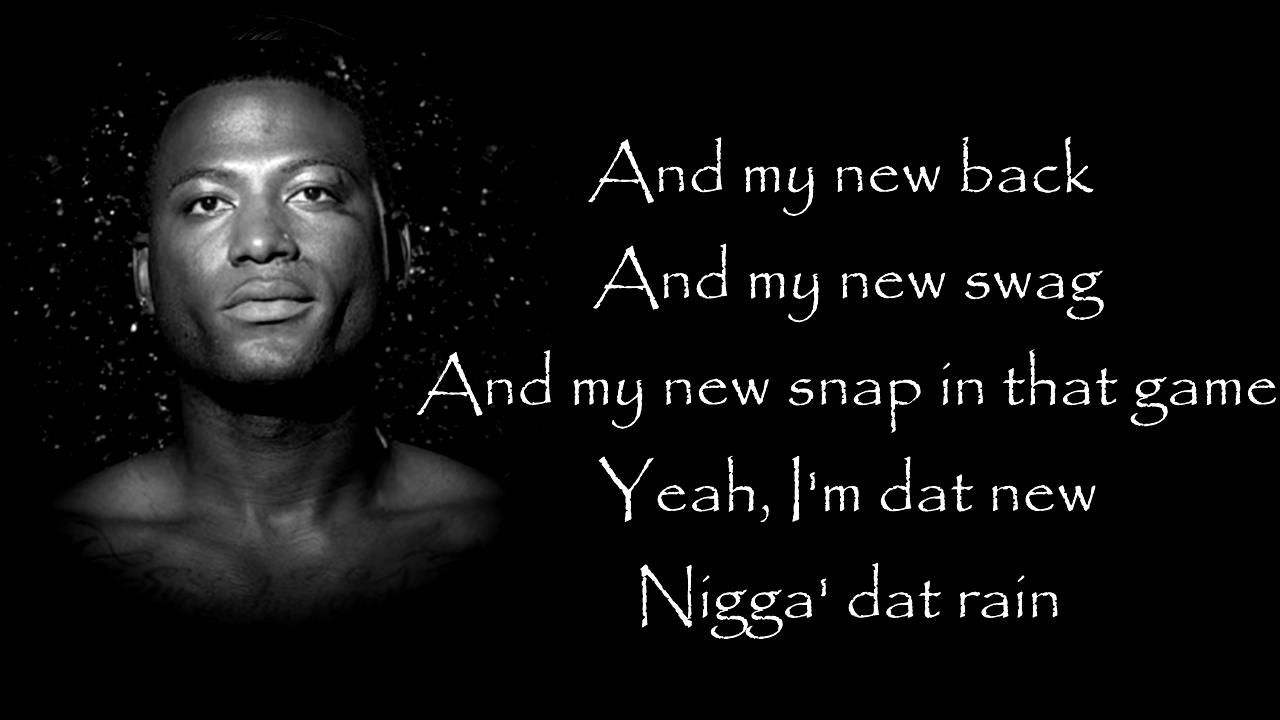 And my new back
And my new swag
And my new snap in that game
Yeah, I'm dat new
Nigga' dat rain